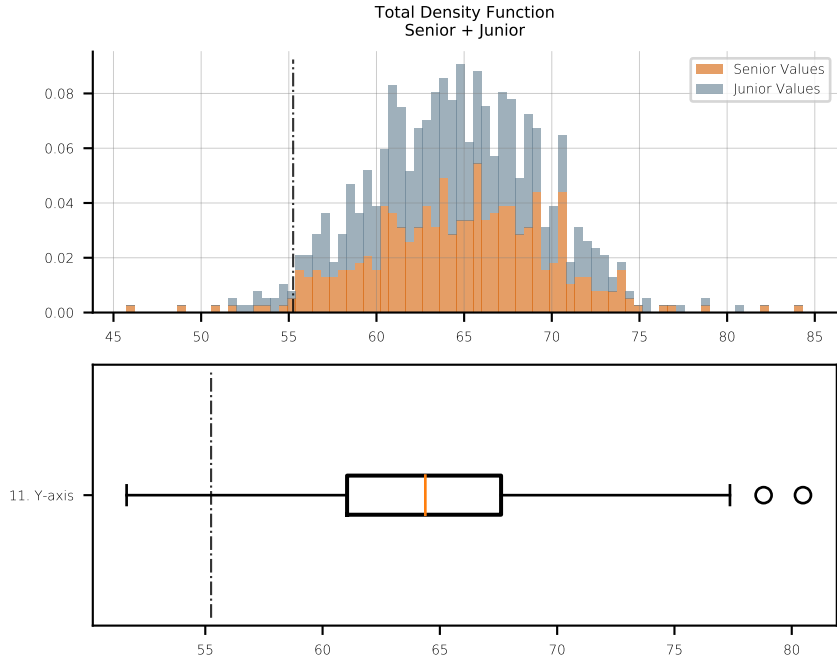 Total Density Function
Senior + Junior
Senior Values
Junior Values
0.08
0.06
0.04
0.02
0.00
45 50 55 60 65 70 75 80 85
11. Y-axis
55 60 65 70 75 80